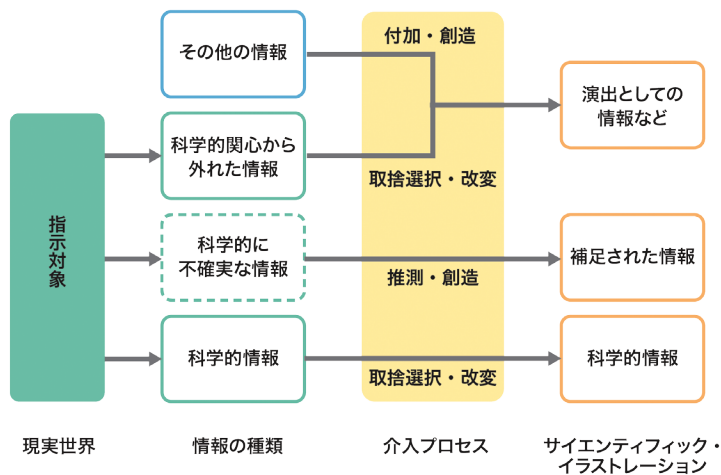 その他の情報
付加・創造
演出としての
情報など
科学的関心から
外れた情報
取捨選択・改変
指示対象
科学的に
不確実な情報
推測・創造
補足された情報
科学的情報
取捨選択・改変
科学的情報
現実世界
情報の種類
介入プロセス
サイエンティフィック・
イラストレーション